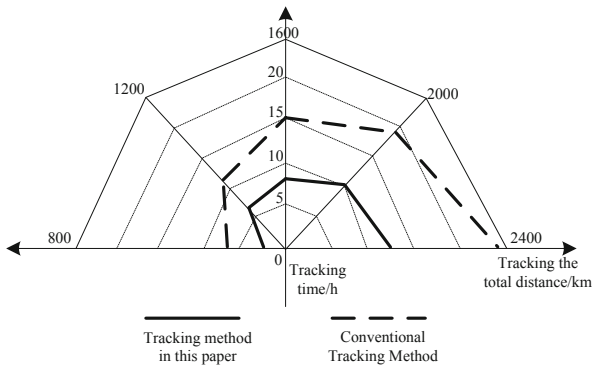 1600
20
1200
2000
15
10
5
800
0
2400
Tracking
time/h
Tracking the
total distance/km
Tracking method
in this paper
Conventional
Tracking Method